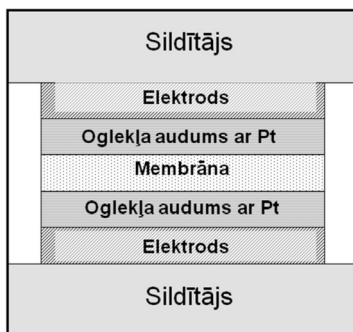 Sildītājs
Elektrods
Oglekļa audums ar Pt
Membrāna
Oglekļa audums ar Pt
Elektrods
Sildītājs